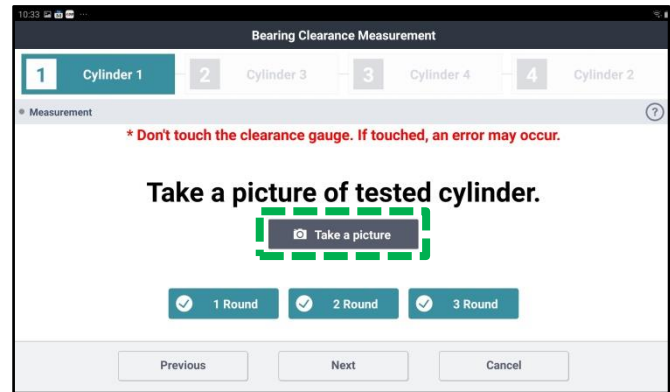 10:33
Bearing Clearance Measurement
1 Cylinder 1 2 Cylinder 3 3 Cylinder 4 4 Cylinder 2
Measurement ?
* Don't touch the clearance gauge. If touched, an error may occur.
Take a picture of tested cylinder.
Take a picture
1 Round 2 Round 3 Round
Previous Next Cancel